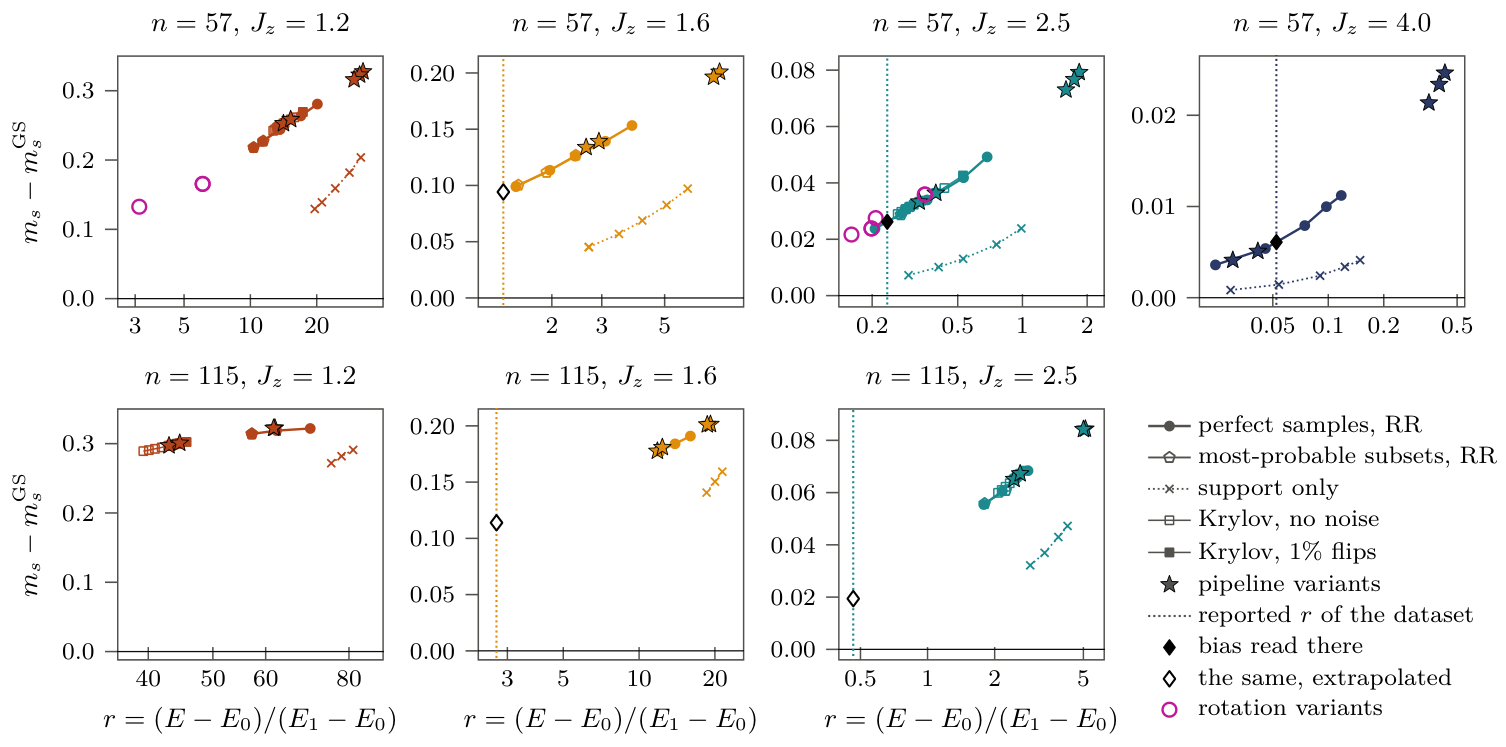 n = 57, J_z = 1.2
n = 57, J_z = 1.6
n = 57, J_z = 2.5
n = 57, J_z = 4.0
m_s − m_s^GS
0.3
0.2
0.1
0.0
3 5 10 20
0.20
0.15
0.10
0.05
0.00
2 3 5
0.08
0.06
0.04
0.02
0.00
0.2 0.5 1 2
0.02
0.01
0.00
0.05 0.1 0.2 0.5
n = 115, J_z = 1.2
n = 115, J_z = 1.6
n = 115, J_z = 2.5
m_s − m_s^GS
0.3
0.2
0.1
0.0
40 50 60 80
r = (E − E_0)/(E_1 − E_0)
0.20
0.15
0.10
0.05
0.00
3 5 10 20
r = (E − E_0)/(E_1 − E_0)
0.08
0.06
0.04
0.02
0.00
0.5 1 2 5
r = (E − E_0)/(E_1 − E_0)
perfect samples, RR
most-probable subsets, RR
support only
Krylov, no noise
Krylov, 1% flips
pipeline variants
reported r of the dataset
bias read there
the same, extrapolated
rotation variants